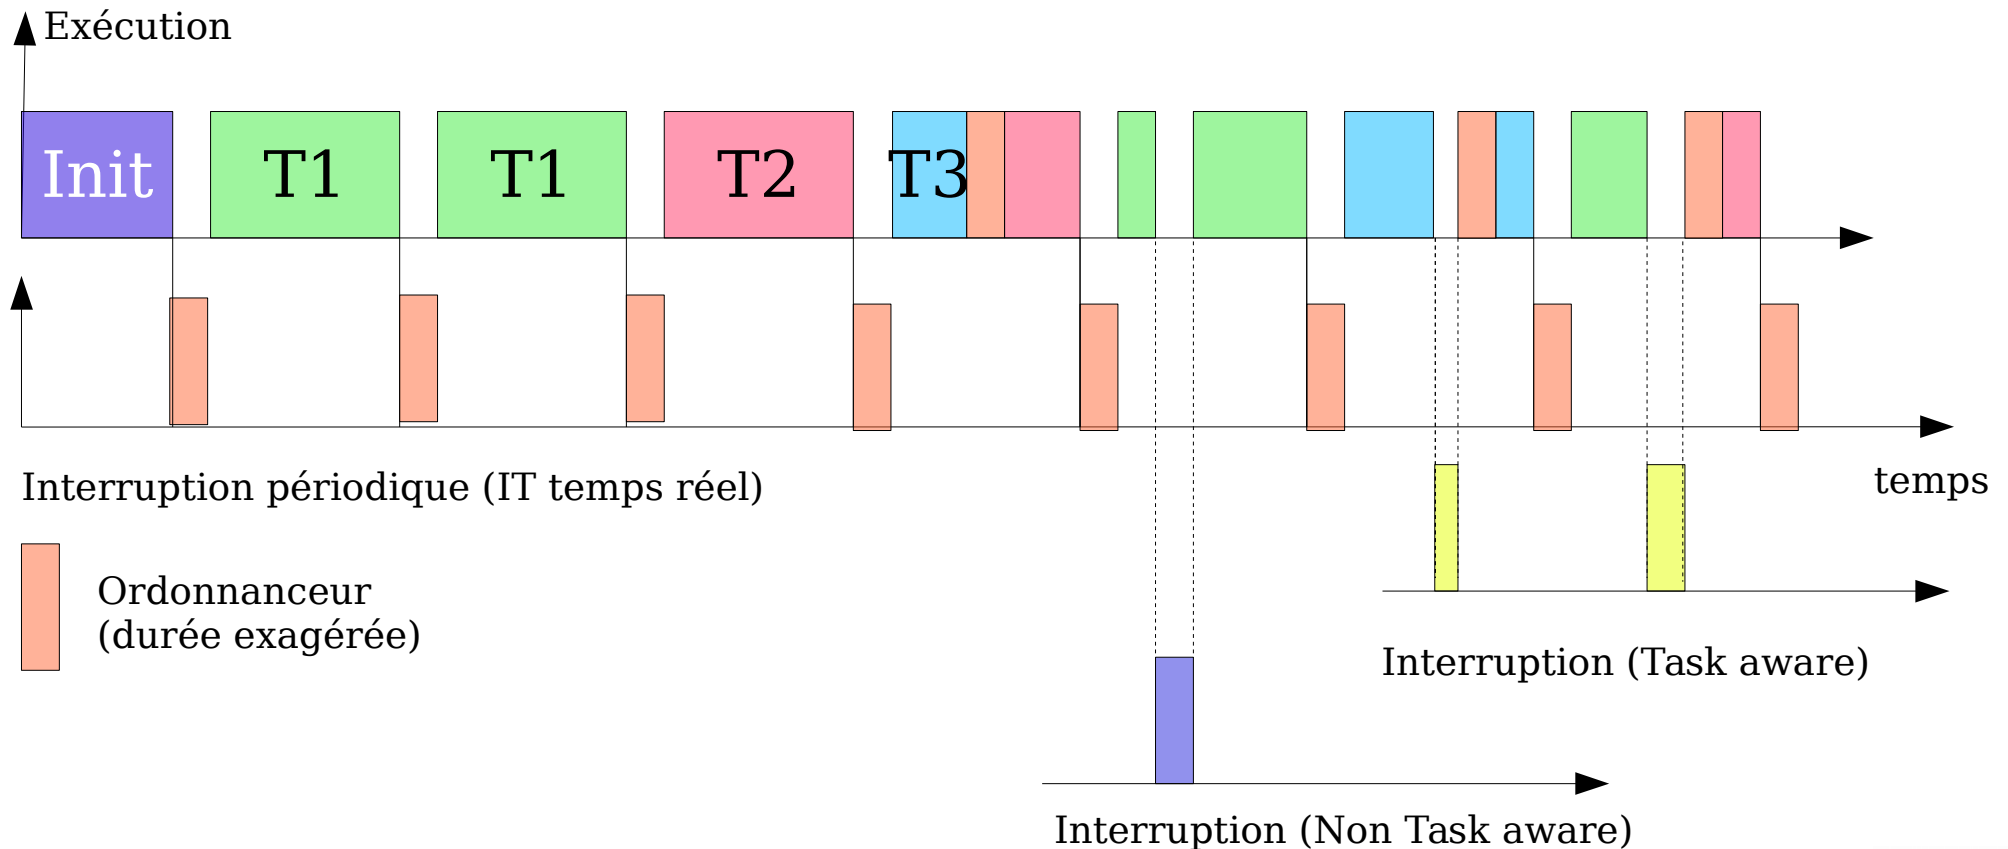 Exécution
Init
T1
T1
T2
T3
Interruption périodique (IT temps réel)
temps
Ordonnanceur
(durée exagérée)
Interruption (Task aware)
Interruption (Non Task aware)